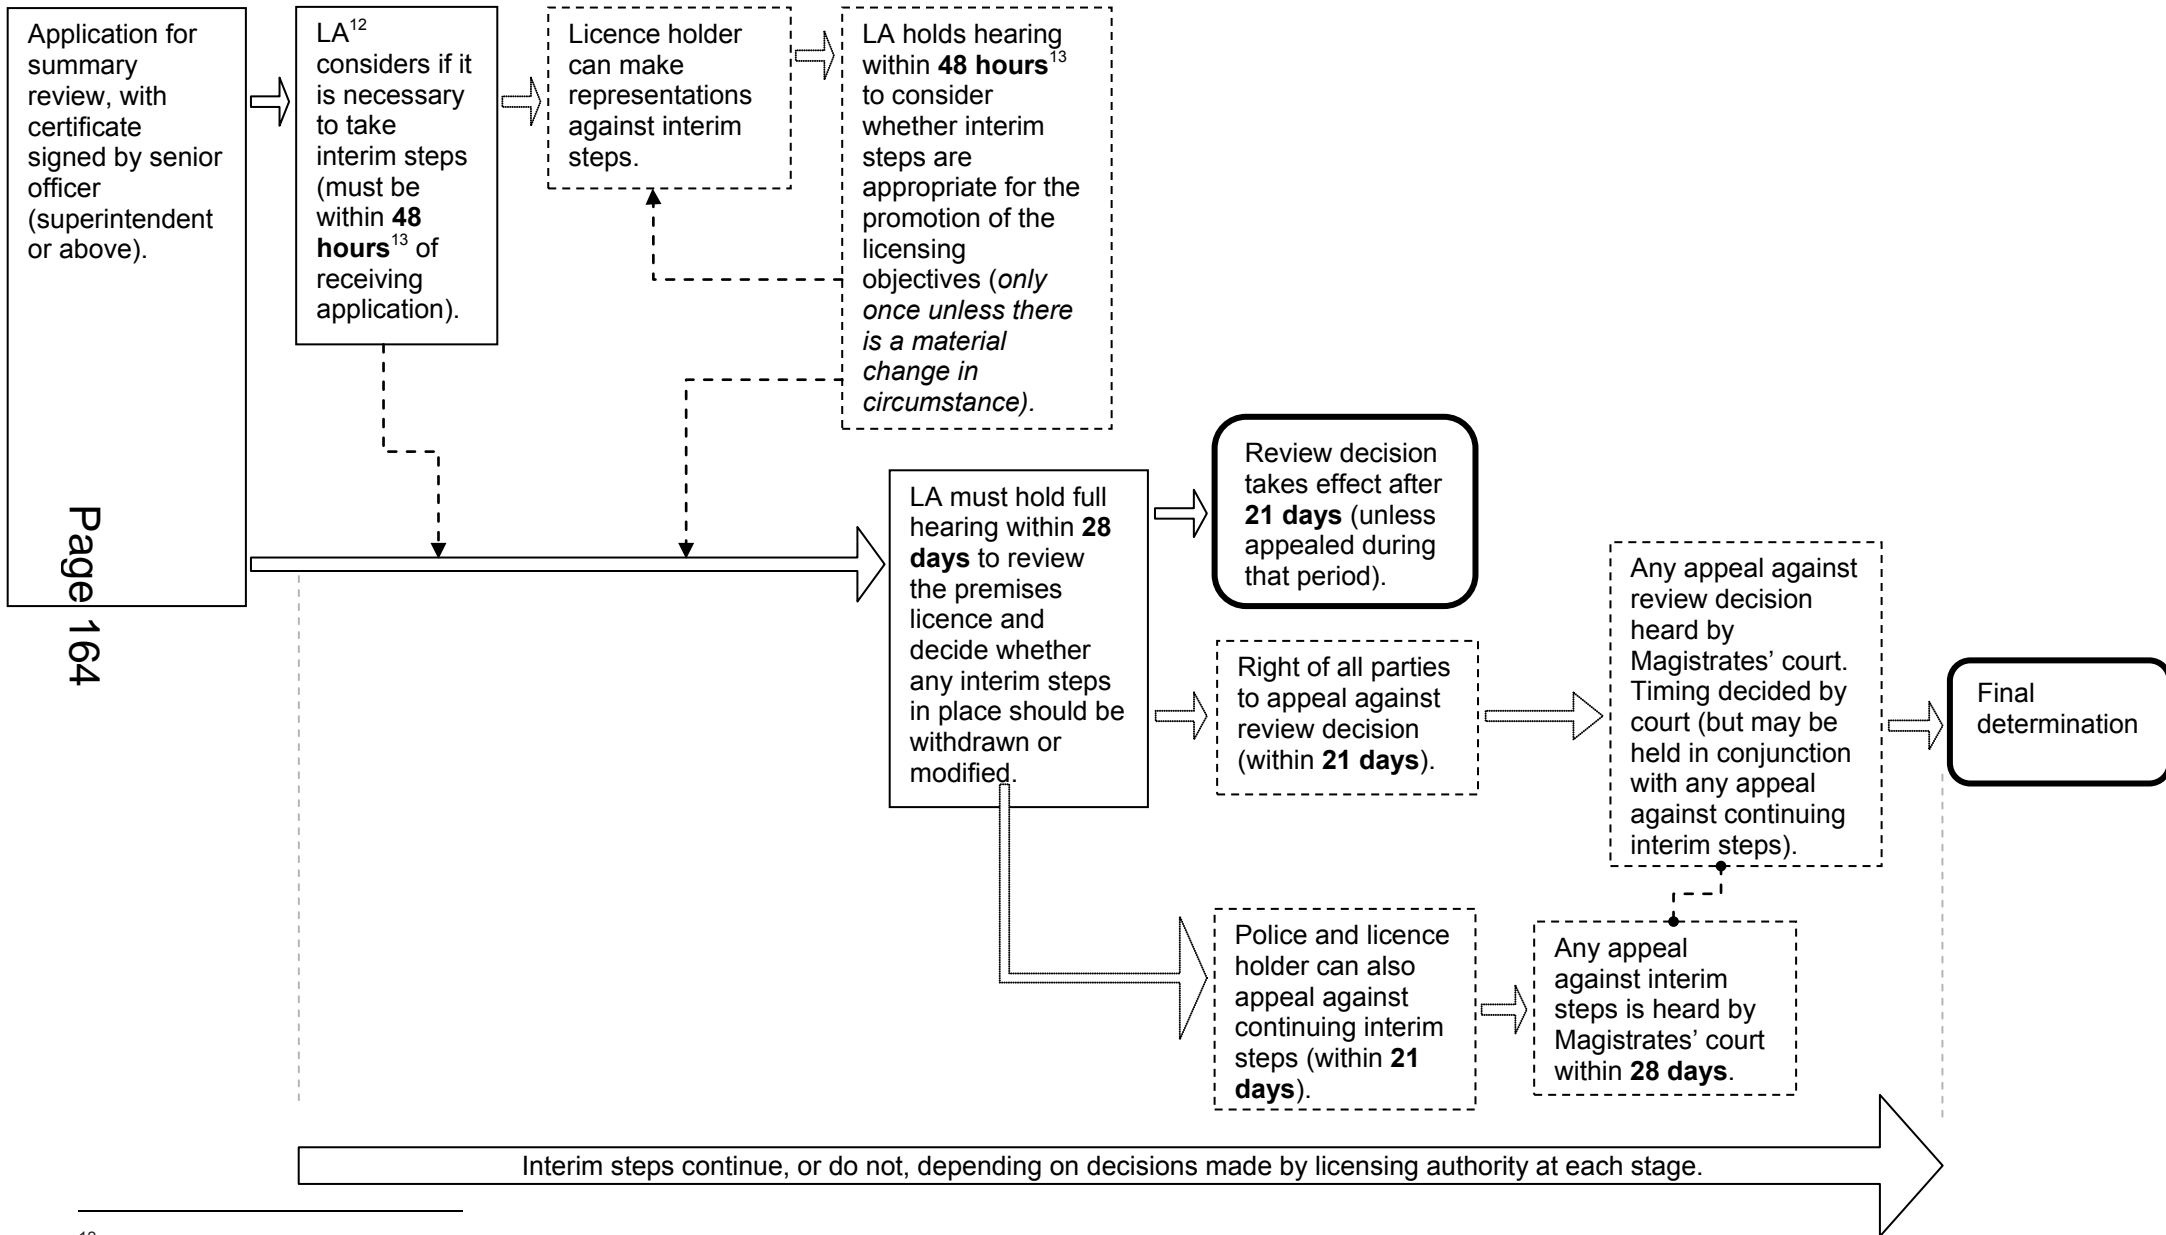 Application for
summary
review, with
certificate
signed by senior
officer
(superintendent
or above).
LA12
considers if it
is necessary
to take
interim steps
(must be
within 48
hours13 of
receiving
application).
Licence holder
can make
representations
against interim
steps.
LA holds hearing
within 48 hours13
to consider
whether interim
steps are
appropriate for the
promotion of the
licensing
objectives (only
once unless there
is a material
change in
circumstance).
LA must hold full
hearing within 28
days to review
the premises
licence and
decide whether
any interim steps
in place should be
withdrawn or
modified.
Review decision
takes effect after
21 days (unless
appealed during
that period).
Right of all parties
to appeal against
review decision
(within 21 days).
Any appeal against
review decision
heard by
Magistrates’ court.
Timing decided by
court (but may be
held in conjunction
with any appeal
against continuing
interim steps).
Final
determination
Police and licence
holder can also
appeal against
continuing interim
steps (within 21
days).
Any appeal
against interim
steps is heard by
Magistrates’ court
within 28 days.
Interim steps continue, or do not, depending on decisions made by licensing authority at each stage.
Page 164